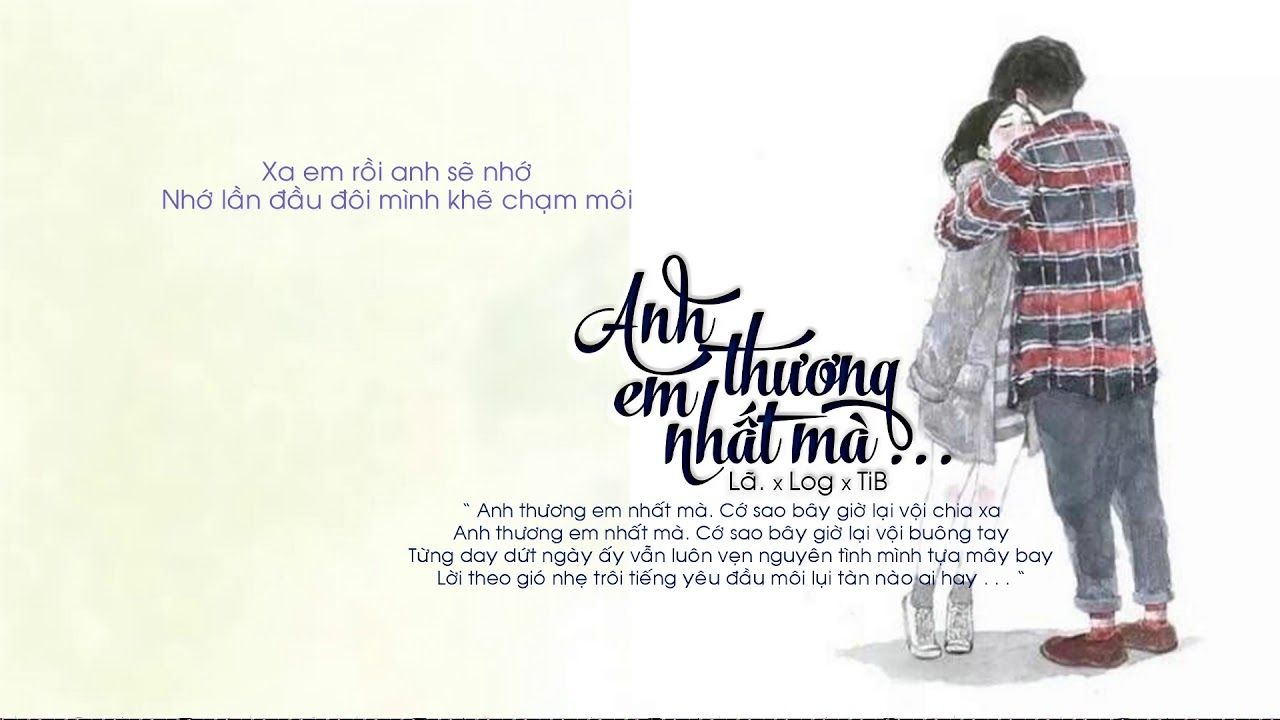 Xa em rồi anh sẽ nhớ
Nhớ lần đầu đôi mình khẽ chạm môi
Anh thương
em nhất mà ...
Lã. x Log x TiB
“ Anh thương em nhất mà. Cớ sao bây giờ lại vội chia xa
Anh thương em nhất mà. Cớ sao bây giờ lại vội buông tay
Từng day dứt ngày ấy vẫn luôn vẹn nguyên tình mình tựa mây bay
Lời theo gió nhẹ trôi tiếng yêu đầu môi lụi tàn nào ai hay . . . “